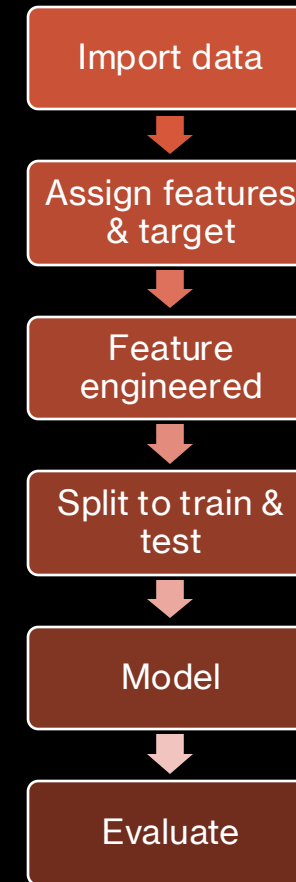 Import data
Assign features
& target
Feature
engineered
Split to train &
test
Model
Evaluate